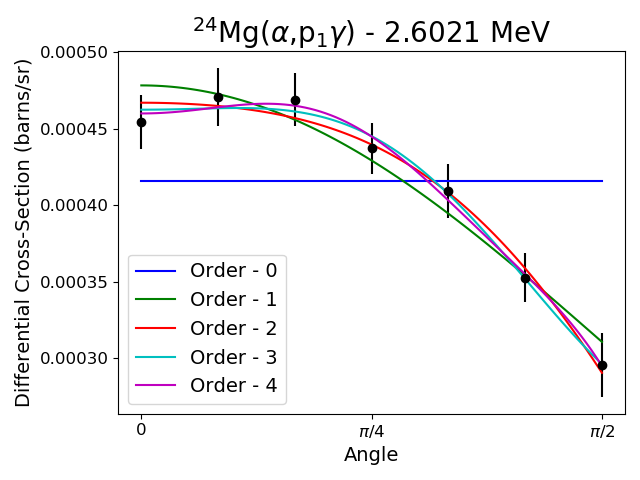 ²⁴Mg(α,p₁γ) - 2.6021 MeV
Differential Cross-Section (barns/sr)
0.00050
0.00045
0.00040
0.00035
0.00030
Order - 0
Order - 1
Order - 2
Order - 3
Order - 4
0
π/4
π/2
Angle